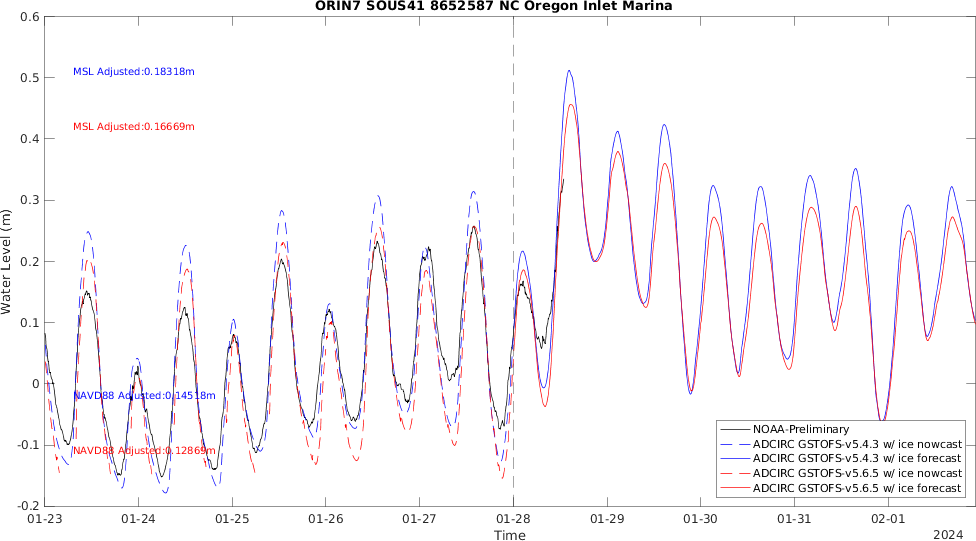 ORIN7 SOUS41 8652587 NC Oregon Inlet Marina
0.6
0.5
0.4
0.3
0.2
0.1
0
-0.1
-0.2
Water Level (m)
MSL Adjusted:0.18318m
MSL Adjusted:0.16669m
NAVD88 Adjusted:0.14518m
NAVD88 Adjusted:0.12869m
NOAA-Preliminary
ADCIRC GSTOFS-v5.4.3 w/ ice nowcast
ADCIRC GSTOFS-v5.4.3 w/ ice forecast
ADCIRC GSTOFS-v5.6.5 w/ ice nowcast
ADCIRC GSTOFS-v5.6.5 w/ ice forecast
01-23 01-24 01-25 01-26 01-27 01-28 01-29 01-30 01-31 02-01
Time
2024